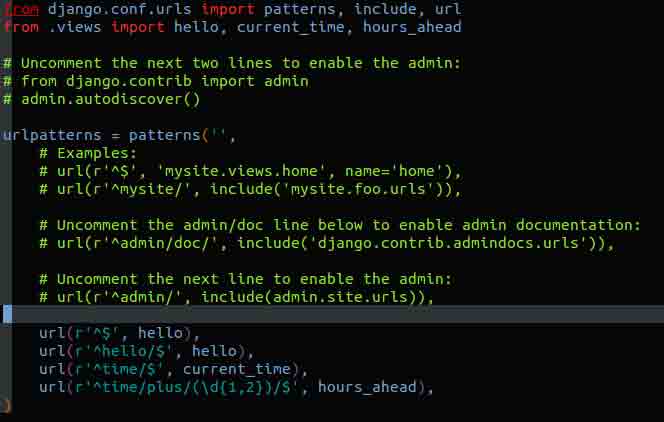 from django.conf.urls import patterns, include, url
from .views import hello, current_time, hours_ahead
# Uncomment the next two lines to enable the admin:
# from django.contrib import admin
# admin.autodiscover()
urlpatterns = patterns('',
    # Examples:
    # url(r'^$', 'mysite.views.home', name='home'),
    # url(r'^mysite/', include('mysite.foo.urls')),
    # Uncomment the admin/doc line below to enable admin documentation:
    # url(r'^admin/doc/', include('django.contrib.admindocs.urls')),
    # Uncomment the next line to enable the admin:
    # url(r'^admin/', include(admin.site.urls)),
    url(r'^$', hello),
    url(r'^hello/$', hello),
    url(r'^time/$', current_time),
    url(r'^time/plus/(\d{1,2})/$', hours_ahead),
)